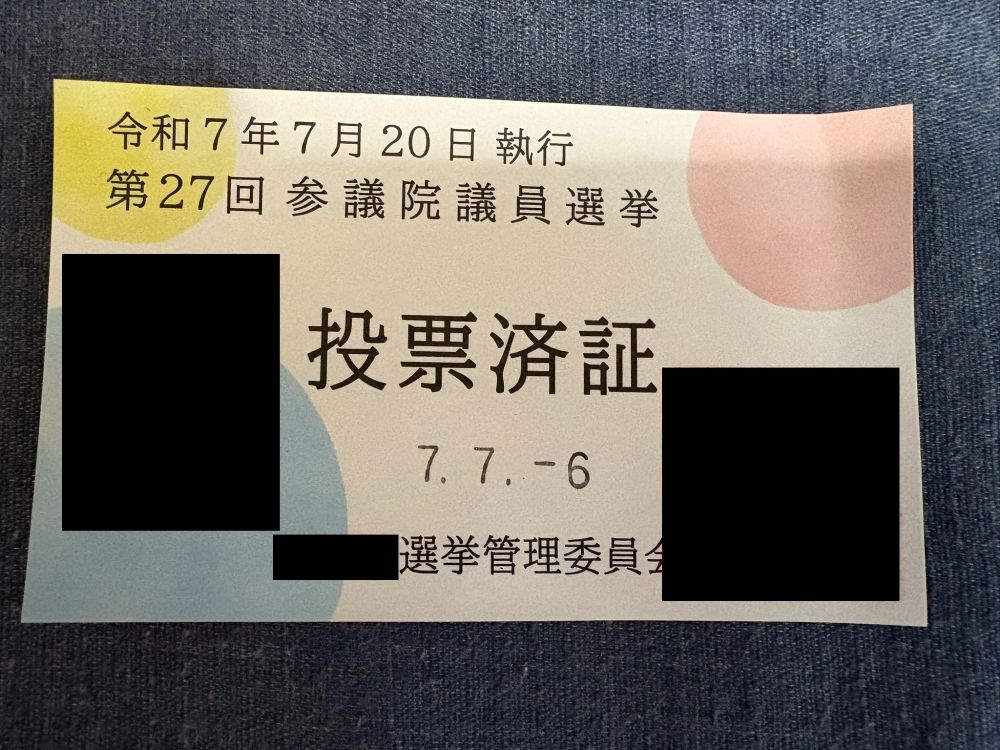 令和7年7月20日 執行
第27回 参議院議員選挙
投票済証
7. 7. -6
選挙管理委員会